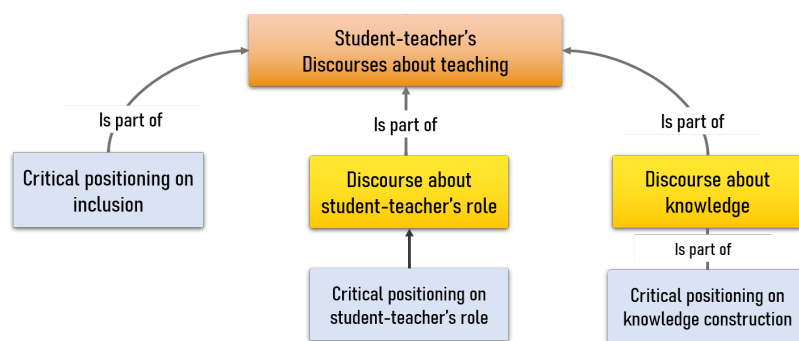 Student-teacher's
Discourses about teaching
Is part of
Is part of
Is part of
Critical positioning on
inclusion
Discourse about
student-teacher's role
Discourse about
knowledge
Is part of
Critical positioning on
student-teacher's role
Critical positioning on
knowledge construction